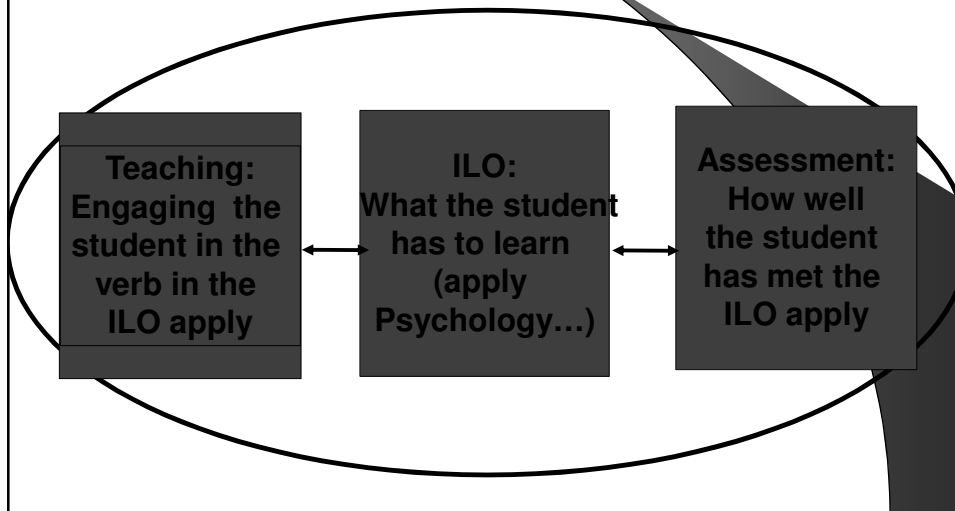 Teaching:
Engaging the
student in the
verb in the
ILO apply
ILO:
What the student
has to learn
(apply
Psychology…)
Assessment:
How well
the student
has met the
ILO apply